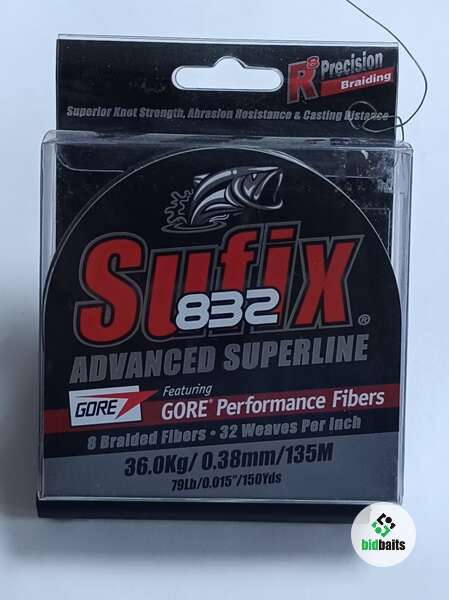 R8 Precision
Braiding
Superior Knot Strength, Abrasion Resistance & Casting Distance
Sufix®
832
ADVANCED SUPERLINE
GORE
Featuring
GORE® Performance Fibers
8 Braided Fibers • 32 Weaves Per Inch
36.0Kg/ 0.38mm/135M
79Lb/0.015"/150Yds
bidbaits